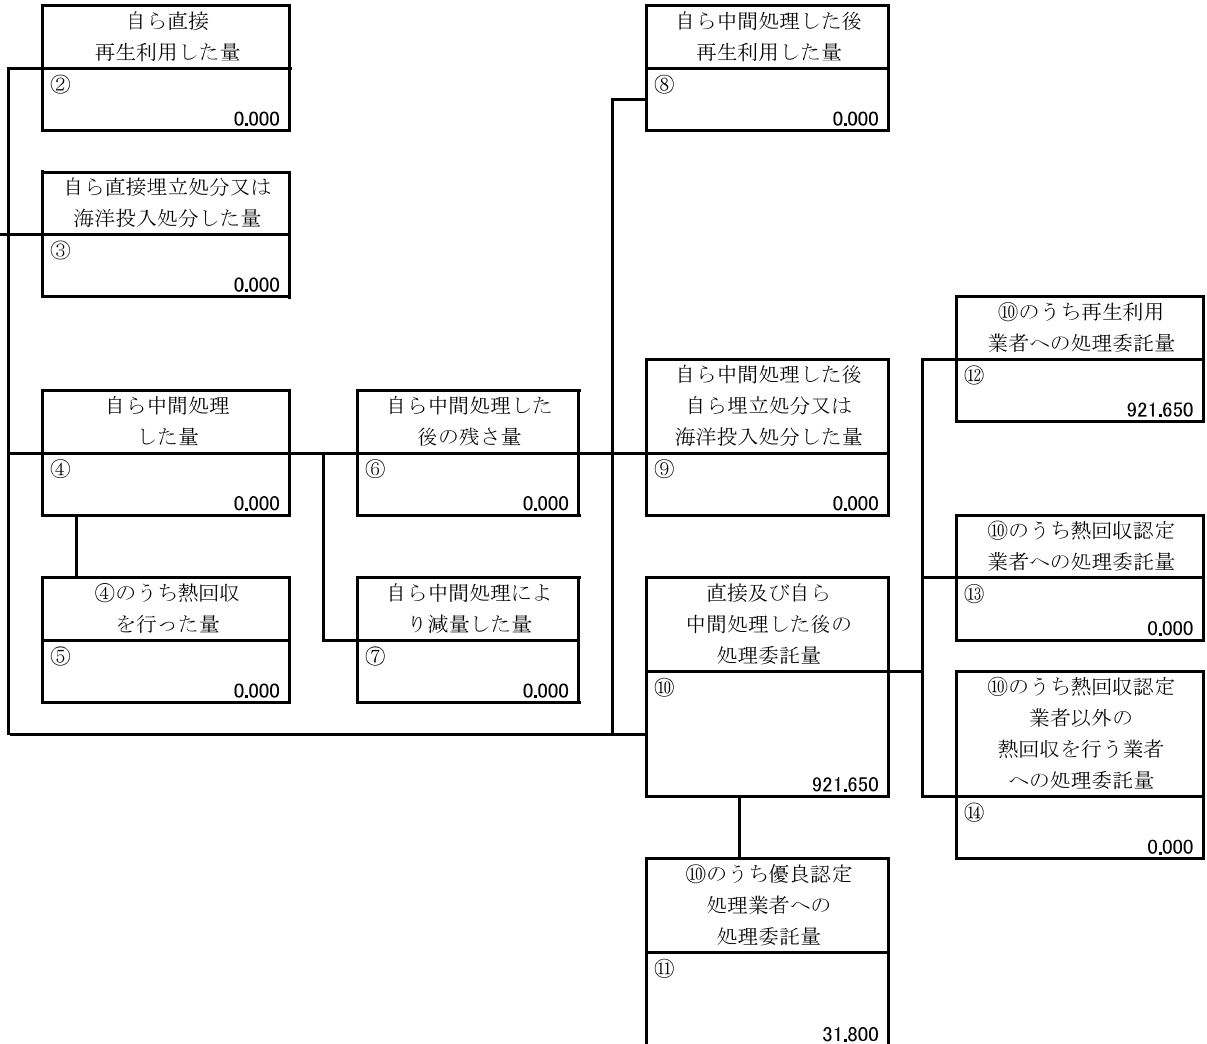 自ら直接
再生利用した量
②
0.000
自ら中間処理した後
再生利用した量
⑧
0.000
自ら直接埋立処分又は
海洋投入処分した量
③
0.000
⑩のうち再生利用
業者への処理委託量
⑫
921.650
自ら中間処理
した量
④
0.000
自ら中間処理した
後の残さ量
⑥
0.000
自ら中間処理した後
自ら埋立処分又は
海洋投入処分した量
⑨
0.000
⑩のうち熱回収認定
業者への処理委託量
⑬
0.000
④のうち熱回収
を行った量
⑤
0.000
自ら中間処理によ
り減量した量
⑦
0.000
直接及び自ら
中間処理した後の
処理委託量
⑩
921.650
⑩のうち熱回収認定
業者以外の
熱回収を行う業者
への処理委託量
⑭
0.000
⑩のうち優良認定
処理業者への
処理委託量
⑪
31.800